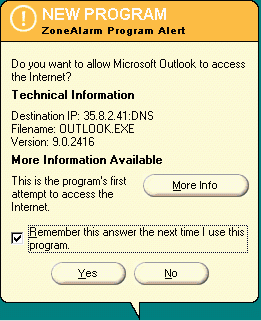 NEW PROGRAM
ZoneAlarm Program Alert
Do you want to allow Microsoft Outlook to access
the Internet?
Technical Information
Destination IP: 35.8.2.41:DNS
Filename: OUTLOOK.EXE
Version: 9.0.2416
More Information Available
This is the program's first
attempt to access the
Internet.
More Info
Remember this answer the next time I use this
program.
Yes No